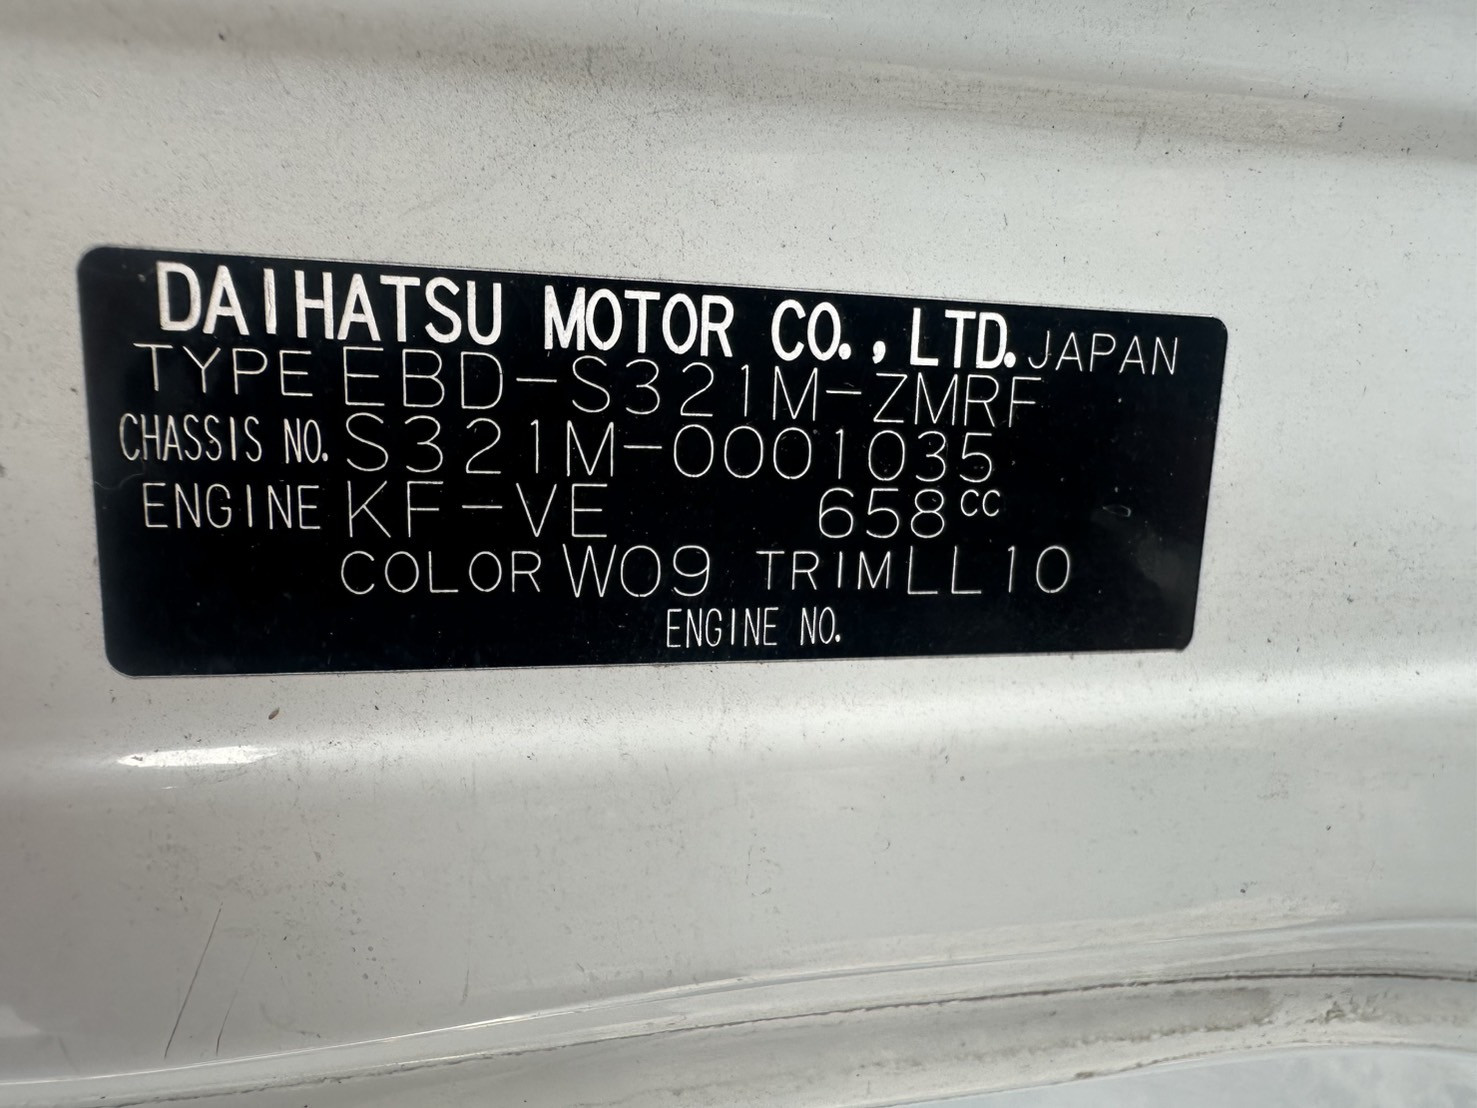 DAIHATSU MOTOR CO., LTD. JAPAN
TYPE EBD-S321M-ZMRF
CHASSIS NO. S321M-0001035
ENGINE KF-VE 658cc
COLOR W09 TRIM LL10
ENGINE NO.